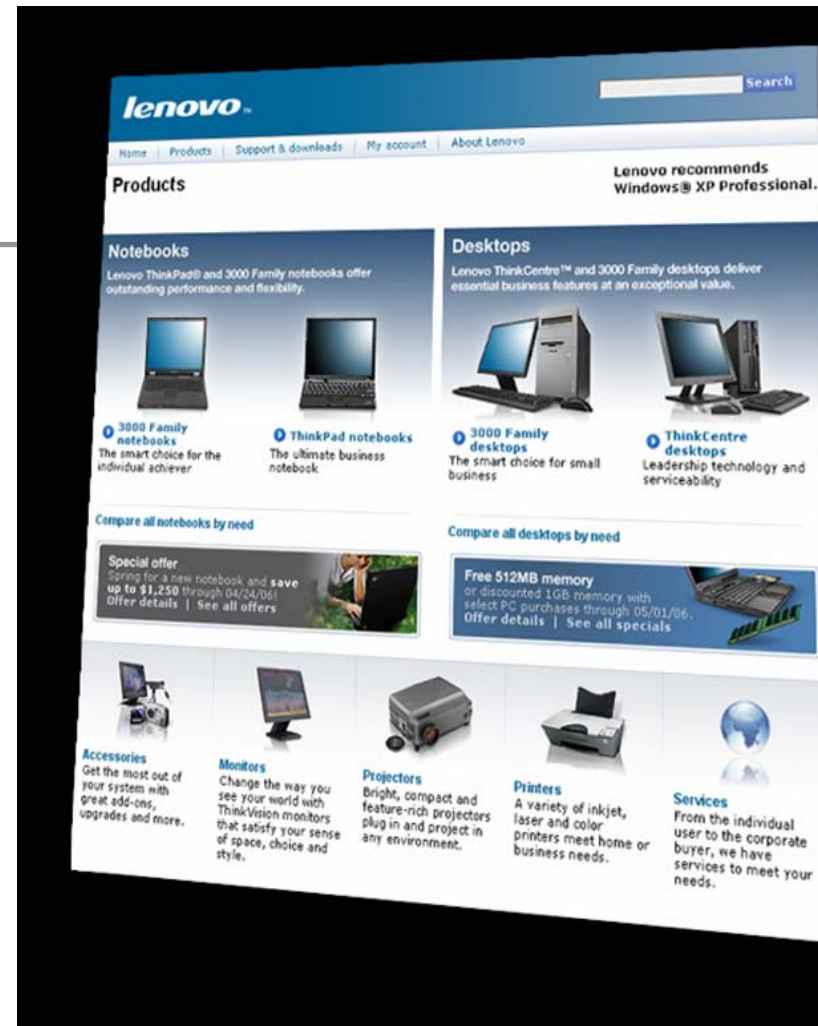 lenovo™
Search
Home | Products | Support & downloads | My account | About Lenovo
Products
Lenovo recommends
Windows® XP Professional.
Notebooks
Lenovo ThinkPad® and 3000 Family notebooks offer
outstanding performance and flexibility.
3000 Family
notebooks
The smart choice for the
individual achiever
ThinkPad notebooks
The ultimate business
notebook
Compare all notebooks by need
Desktops
Lenovo ThinkCentre™ and 3000 Family desktops deliver
essential business features at an exceptional value.
3000 Family
desktops
The smart choice for small
business
ThinkCentre
desktops
Leadership technology and
serviceability
Compare all desktops by need
Special offer
Spring for a new notebook and save
up to $1,250 through 04/24/06!
Offer details | See all offers
Free 512MB memory
or discounted 1GB memory with
select PC purchases through 05/01/06.
Offer details | See all specials
Accessories
Get the most out of
your system with
great add-ons,
upgrades and more.
Monitors
Change the way you
see your world with
ThinkVision monitors
that satisfy your sense
of space, choice and
style.
Projectors
Bright, compact and
feature-rich projectors
plug in and project in
any environment.
Printers
A variety of inkjet,
laser and color
printers meet home or
business needs.
Services
From the individual
user to the corporate
buyer, we have
services to meet your
needs.